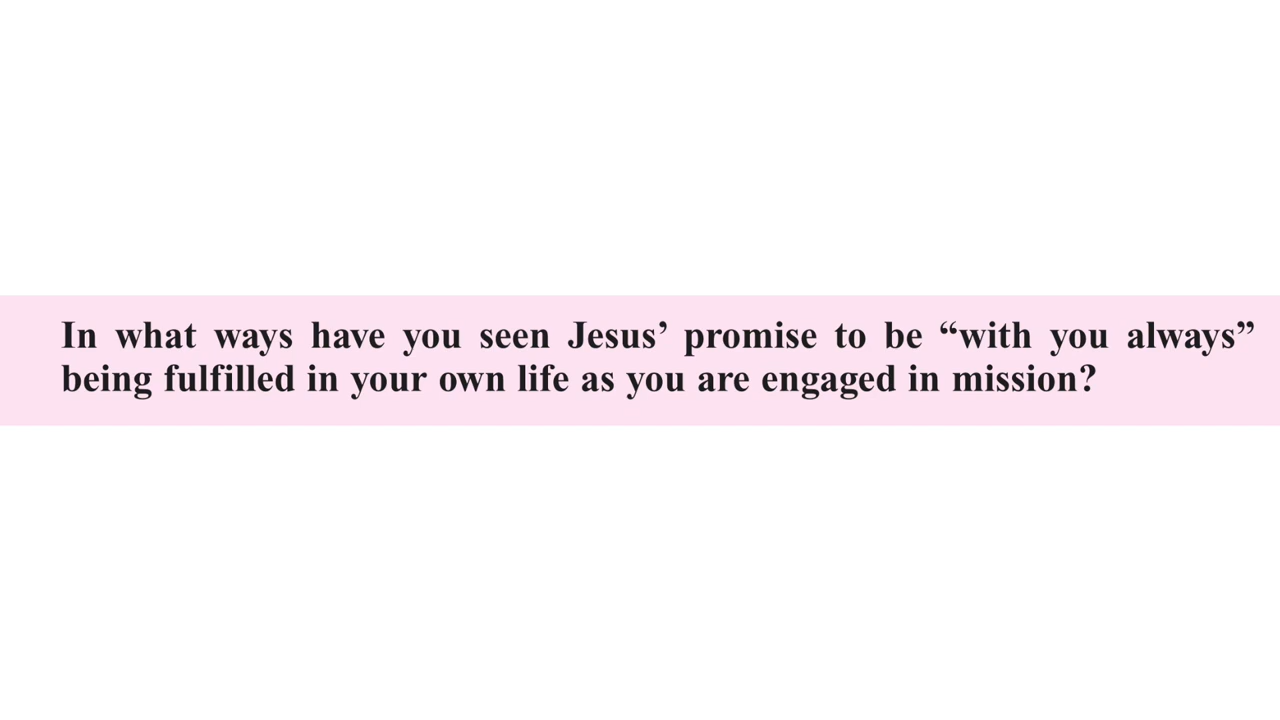 In what ways have you seen Jesus’ promise to be “with you always”
being fulfilled in your own life as you are engaged in mission?